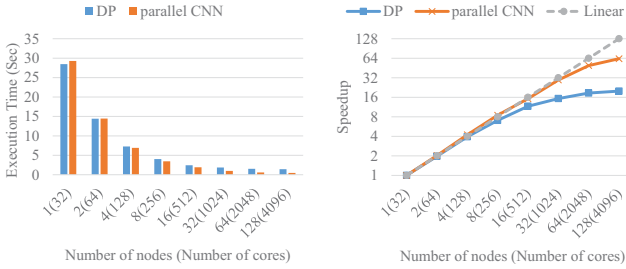 DP parallel CNN
Execution Time (Sec)
35
30
25
20
15
10
5
0
1(32) 2(64) 4(128) 8(256) 16(512) 32(1024) 64(2048) 128(4096)
Number of nodes (Number of cores)
DP parallel CNN Linear
Speedup
128
64
32
16
8
4
2
1
1(32) 2(64) 4(128) 8(256) 16(512) 32(1024) 64(2048) 128(4096)
Number of nodes (Number of cores)